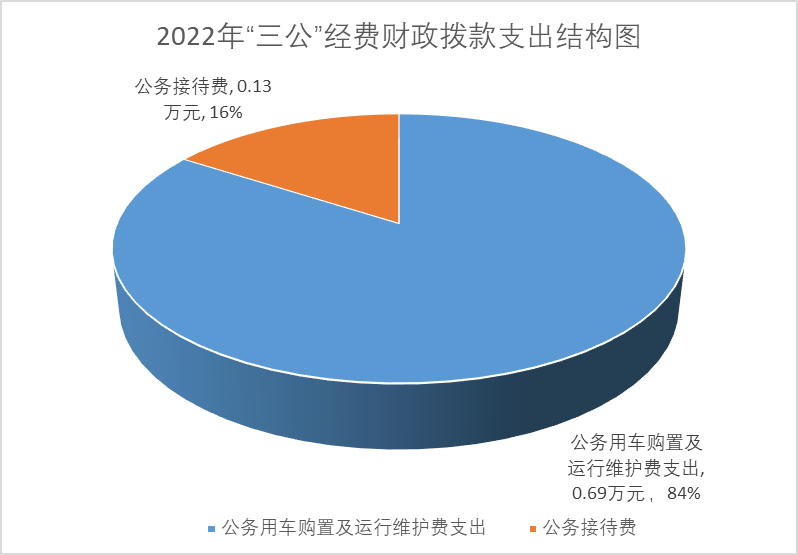 2022年“三公”经费财政拨款支出结构图
公务接待费, 0.13
万元, 16%
公务用车购置及
运行维护费支出,
0.69万元 ，84%
公务用车购置及运行维护费支出
公务接待费